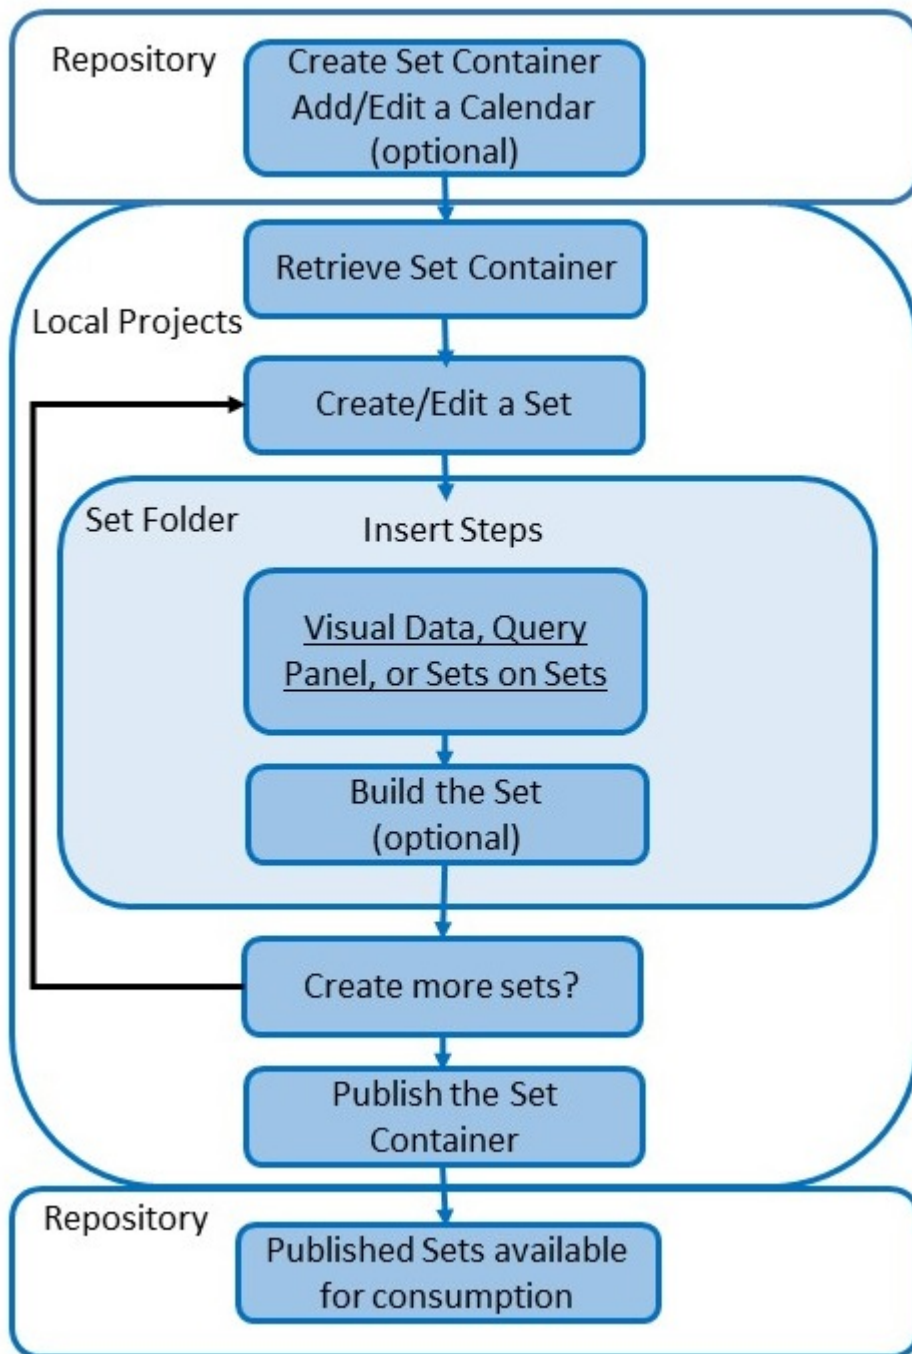 Repository
Create Set Container
Add/Edit a Calendar
(optional)
Retrieve Set Container
Local Projects
Create/Edit a Set
Set Folder
Insert Steps
Visual Data, Query
Panel, or Sets on Sets
Build the Set
(optional)
Create more sets?
Publish the Set
Container
Repository
Published Sets available
for consumption